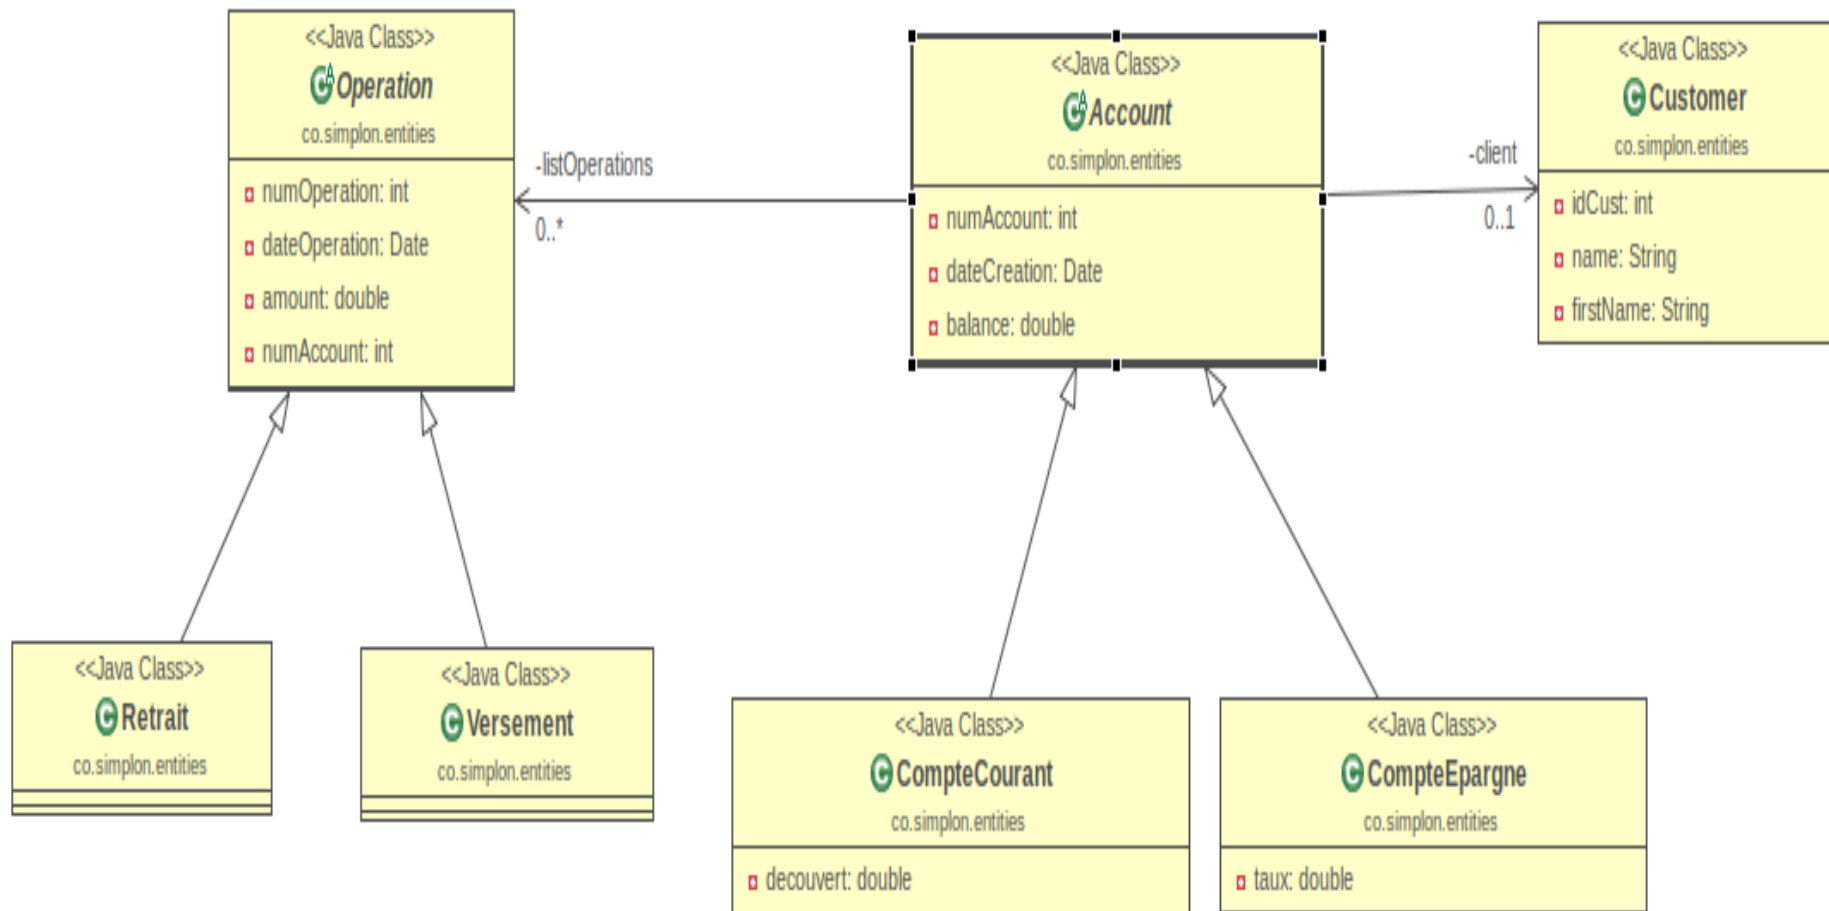 <<Java Class>>
Operation
co.simplon.entities
numOperation: int
dateOperation: Date
amount: double
numAccount: int
-listOperations
0..*
<<Java Class>>
Account
co.simplon.entities
numAccount: int
dateCreation: Date
balance: double
-client
0..1
<<Java Class>>
Customer
co.simplon.entities
idCust: int
name: String
firstName: String
<<Java Class>>
Retrait
co.simplon.entities
<<Java Class>>
Versement
co.simplon.entities
<<Java Class>>
CompteCourant
co.simplon.entities
decouvert: double
<<Java Class>>
CompteEpargne
co.simplon.entities
taux: double